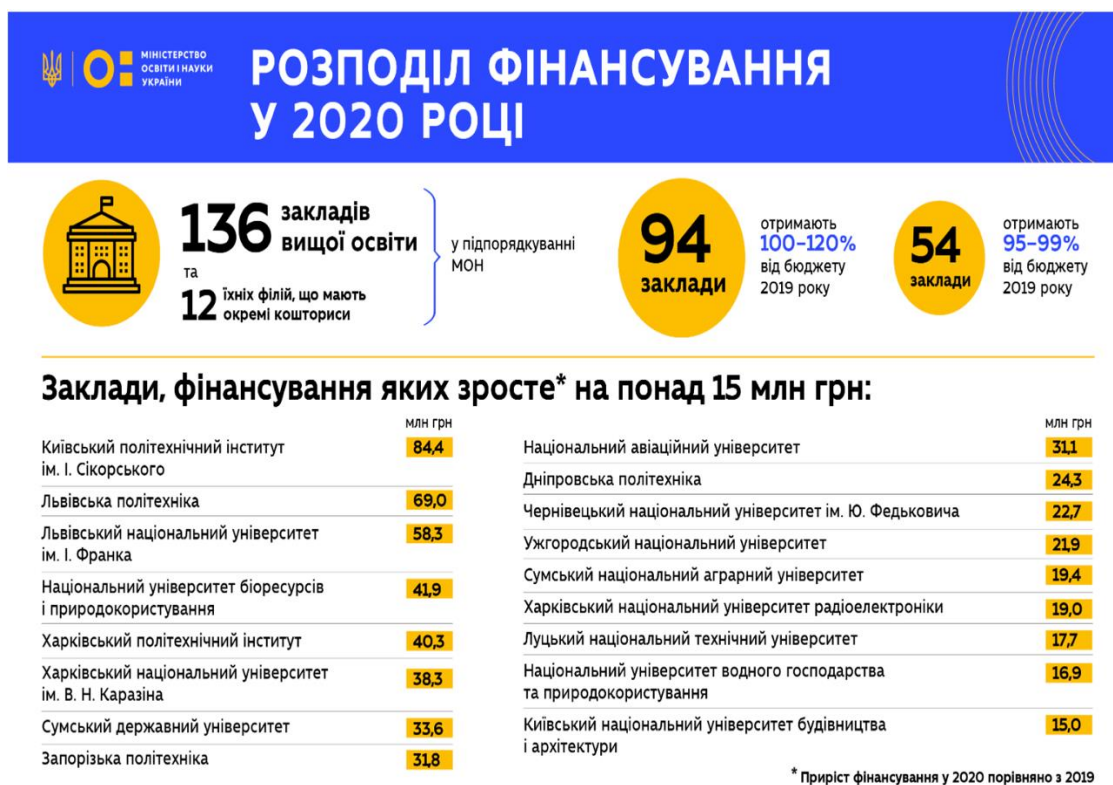 МІНІСТЕРСТВО
ОСВІТИ І НАУКИ
УКРАЇНИ
РОЗПОДІЛ ФІНАНСУВАННЯ
У 2020 РОЦІ
136 закладів
вищої освіти
та
12 їхніх філій, що мають
окремі кошториси
у підпорядкуванні
МОН
94
заклади
отримають
100–120%
від бюджету
2019 року
54
заклади
отримають
95–99%
від бюджету
2019 року
Заклади, фінансування яких зросте* на понад 15 млн грн:
млн грн
Київський політехнічний інститут 84,4
ім. І. Сікорського
Львівська політехніка 69,0
Львівський національний університет 58,3
ім. І. Франка
Національний університет біоресурсів 41,9
і природокористування
Харківський політехнічний інститут 40,3
Харківський національний університет 38,3
ім. В. Н. Каразіна
Сумський державний університет 33,6
Запорізька політехніка 31,8
млн грн
Національний авіаційний університет 31,1
Дніпровська політехніка 24,3
Чернівецький національний університет ім. Ю. Федьковича 22,7
Ужгородський національний університет 21,9
Сумський національний аграрний університет 19,4
Харківський національний університет радіоелектроніки 19,0
Луцький національний технічний університет 17,7
Національний університет водного господарства 16,9
та природокористування
Київський національний університет будівництва 15,0
і архітектури
* Приріст фінансування у 2020 порівняно з 2019